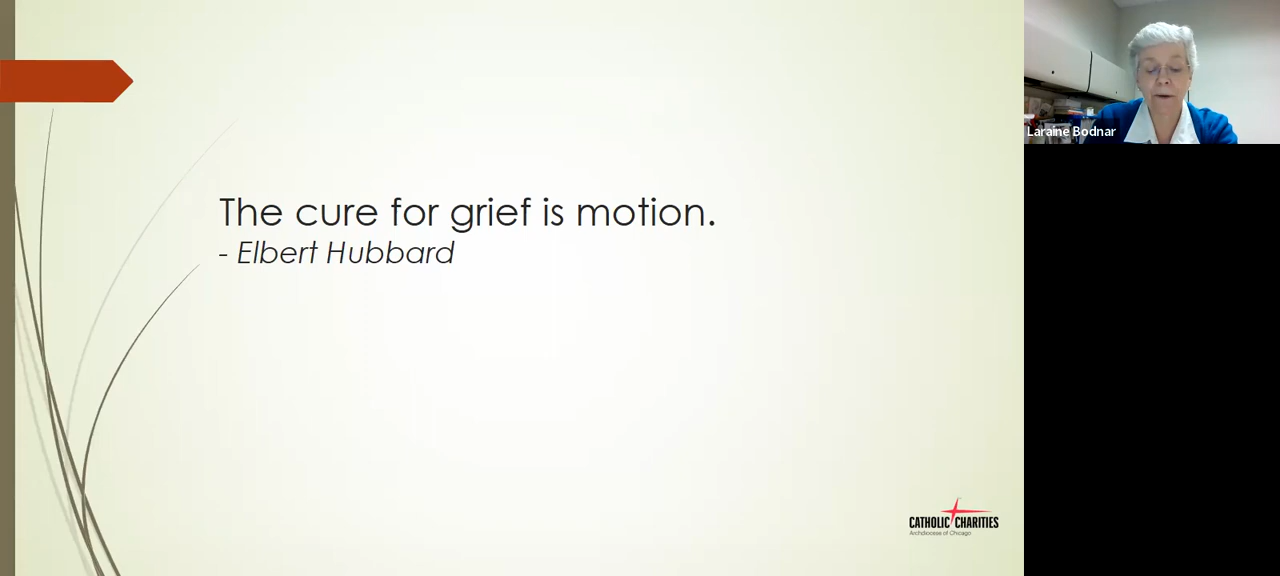 The cure for grief is motion.
- Elbert Hubbard
Laraine Bodnar
CATHOLIC CHARITIES
Archdiocese of Chicago